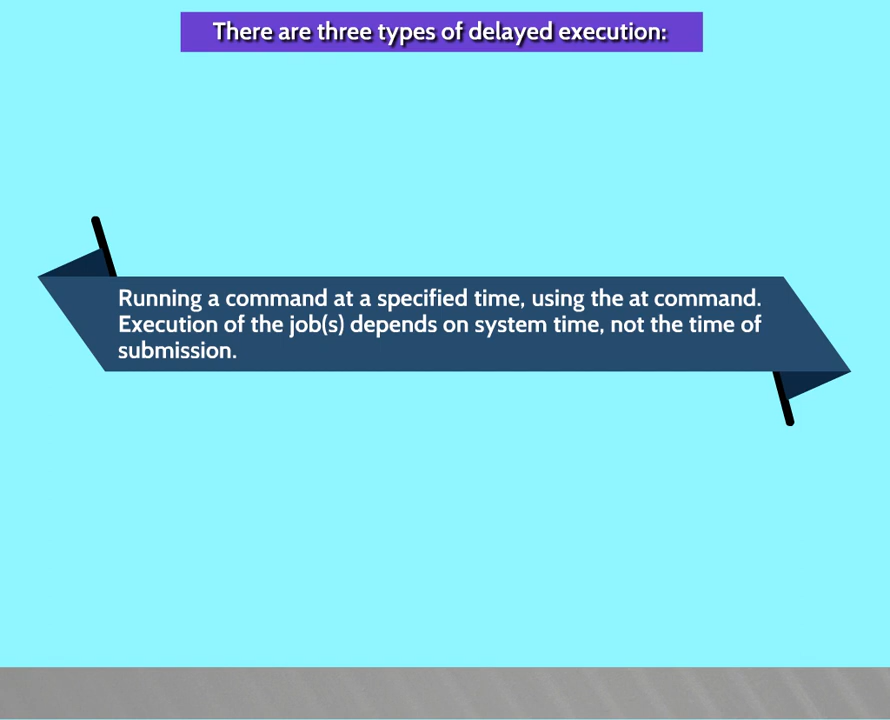 There are three types of delayed execution:
Running a command at a specified time, using the at command.
Execution of the job(s) depends on system time, not the time of
submission.